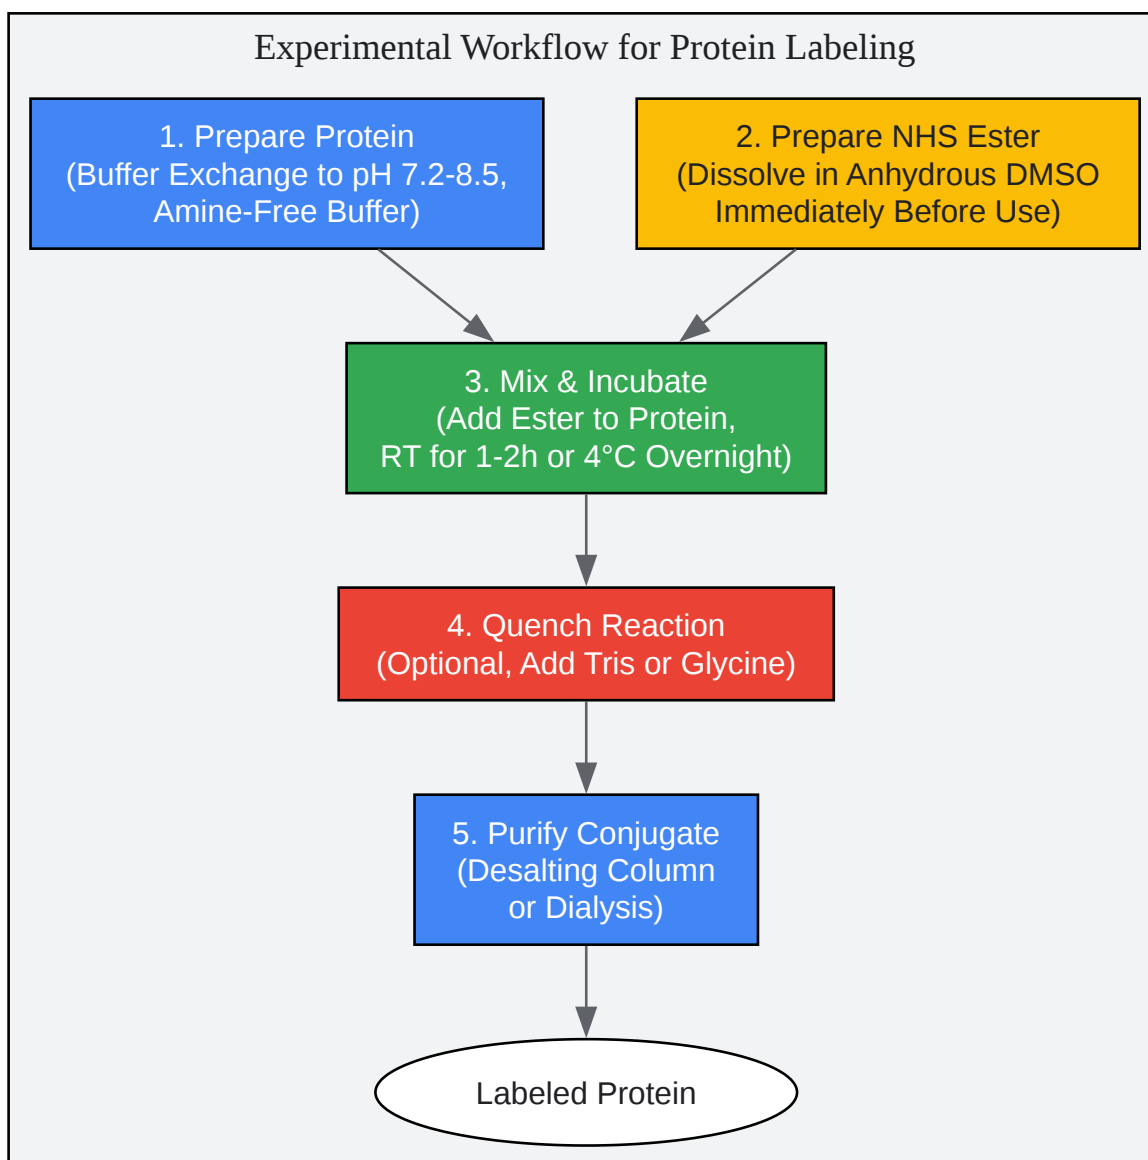 Experimental Workflow for Protein Labeling
1. Prepare Protein
(Buffer Exchange to pH 7.2-8.5,
Amine-Free Buffer)
2. Prepare NHS Ester
(Dissolve in Anhydrous DMSO
Immediately Before Use)
3. Mix & Incubate
(Add Ester to Protein,
RT for 1-2h or 4°C Overnight)
4. Quench Reaction
(Optional, Add Tris or Glycine)
5. Purify Conjugate
(Desalting Column
or Dialysis)
Labeled Protein